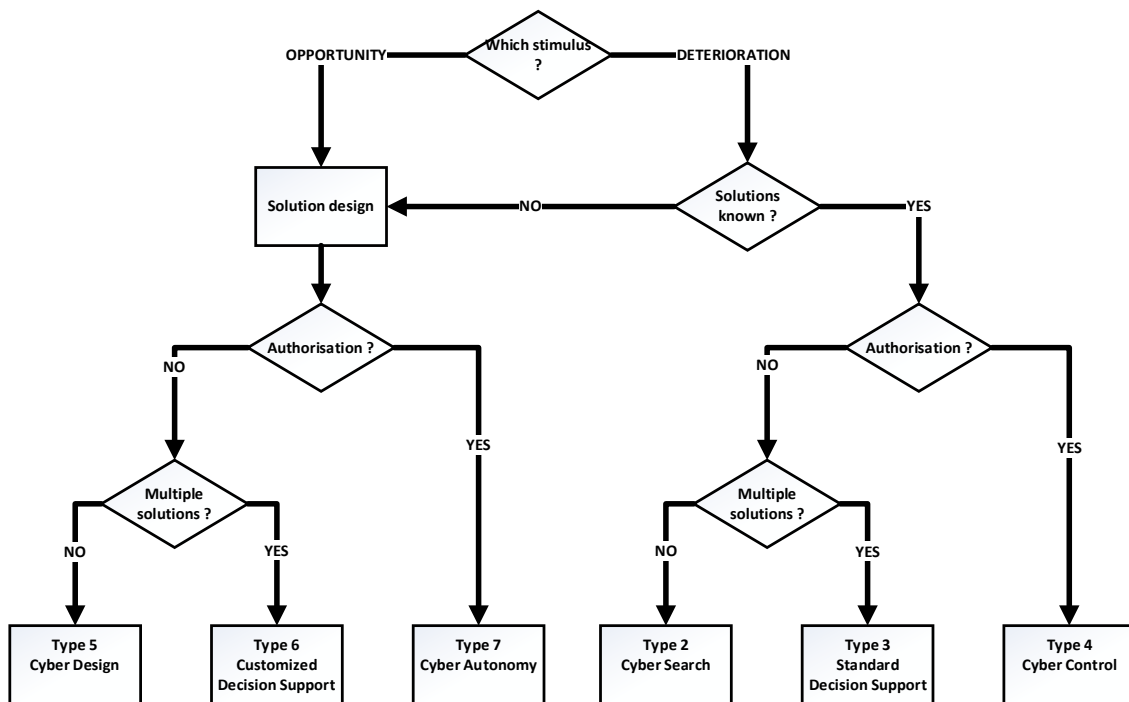 Which stimulus
?
OPPORTUNITY
DETERIORATION
Solution design
NO
Solutions
known ?
YES
Authorisation ?
Authorisation ?
NO
NO
YES
YES
Multiple
solutions ?
Multiple
solutions ?
NO
YES
NO
YES
Type 5
Cyber Design
Type 6
Customized
Decision Support
Type 7
Cyber Autonomy
Type 2
Cyber Search
Type 3
Standard
Decision Support
Type 4
Cyber Control